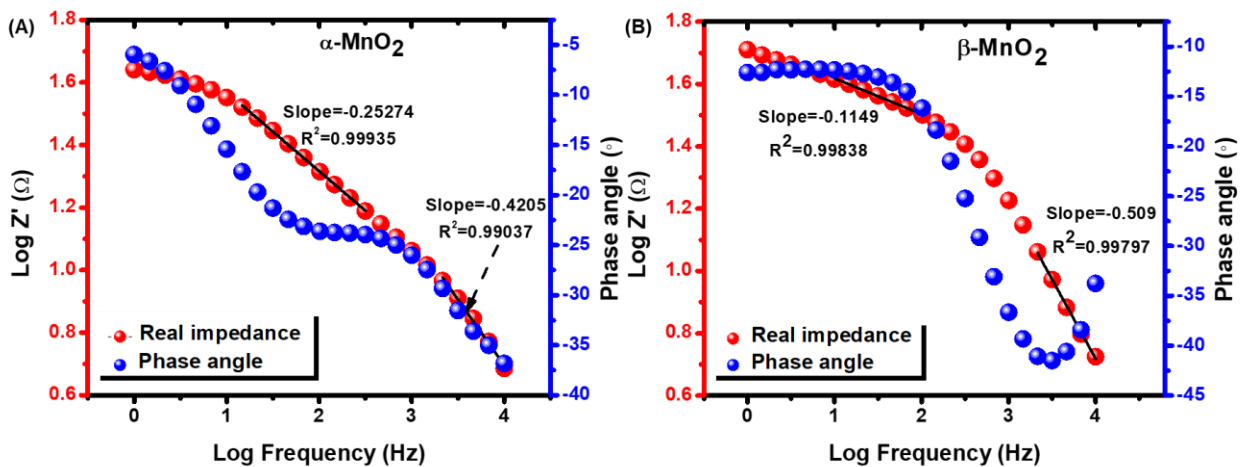 (A)
α-MnO2
Slope=-0.25274
R2=0.99935
Slope=-0.4205
R2=0.99037
Real impedance
Phase angle
Log Z' (Ω)
1.8
1.6
1.4
1.2
1.0
0.8
0.6
0 1 2 3 4
Log Frequency (Hz)
-5
-10
-15
-20
-25
-30
-35
-40
Phase angle (°)
(B)
β-MnO2
Slope=-0.1149
R2=0.99838
Slope=-0.509
R2=0.99797
Real impedance
Phase angle
Log Z' (Ω)
1.8
1.6
1.4
1.2
1.0
0.8
0.6
0 1 2 3 4
Log Frequency (Hz)
-10
-15
-20
-25
-30
-35
-40
-45
Phase angle (°)